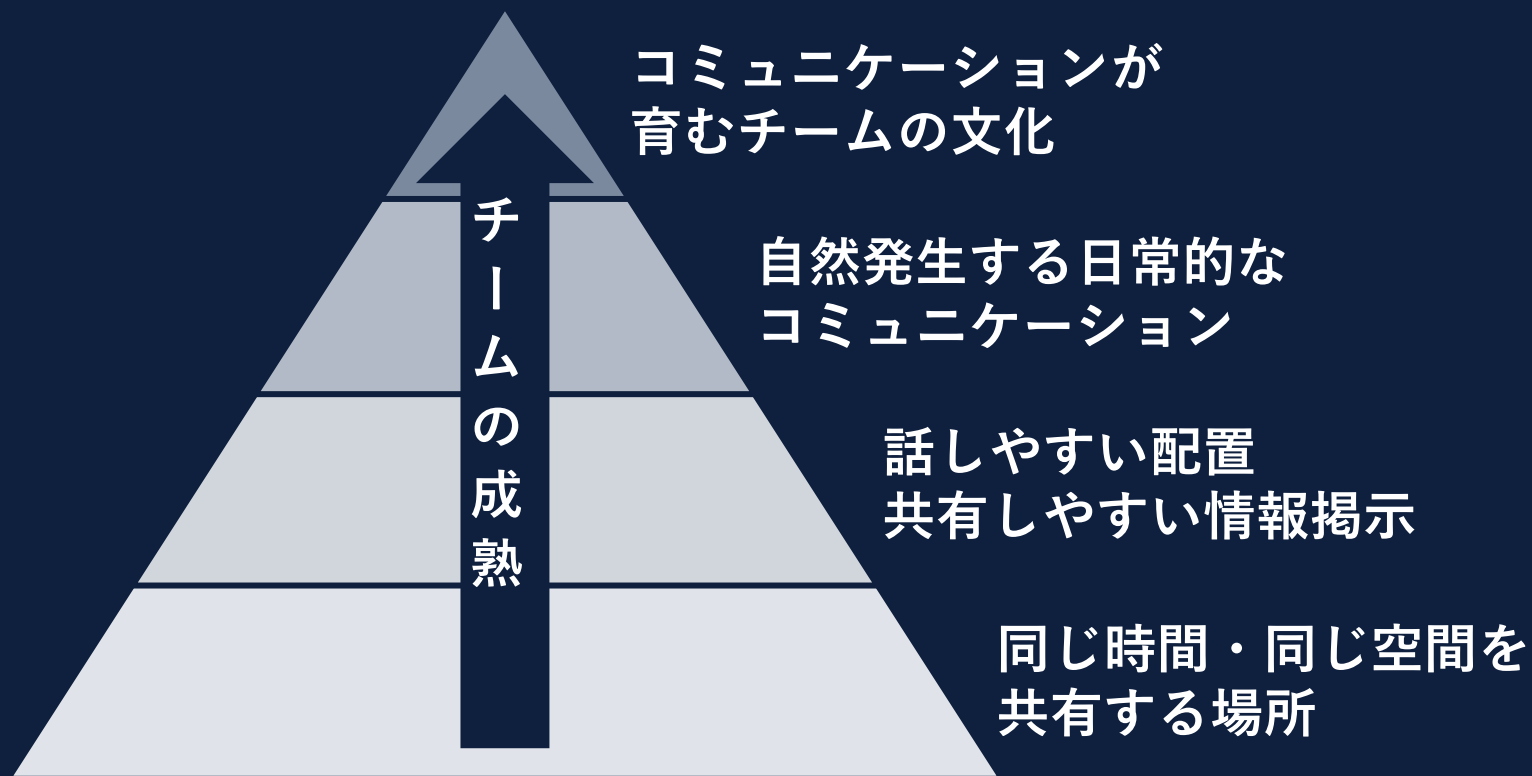 コミュニケーションが
育むチームの文化
自然発生する日常的な
コミュニケーション
話しやすい配置
共有しやすい情報掲示
同じ時間・同じ空間を
共有する場所
チームの成熟